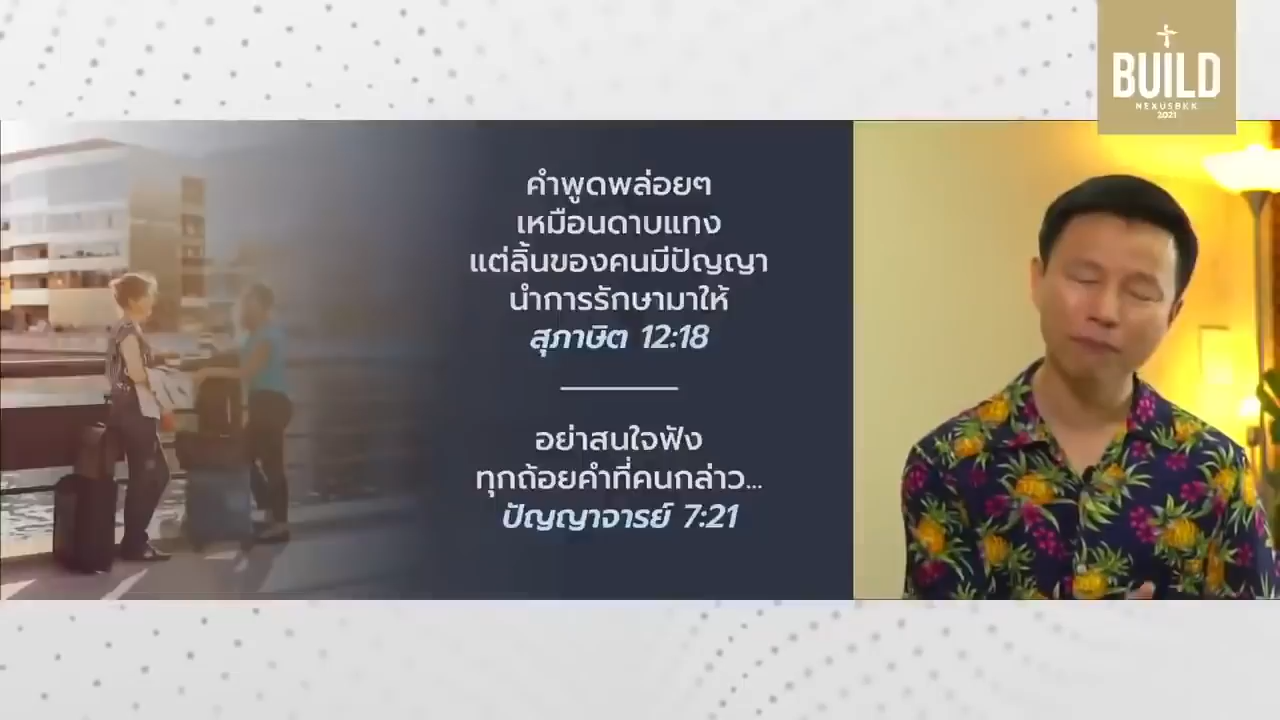 BUILD
NEXUSBKK
2021
คำพูดพล่อยๆ
เหมือนดาบแทง
แต่ลิ้นของคนมีปัญญา
นำการรักษามาให้
สุภาษิต 12:18
อย่าสนใจฟัง
ทุกถ้อยคำที่คนกล่าว...
ปัญญาจารย์ 7:21